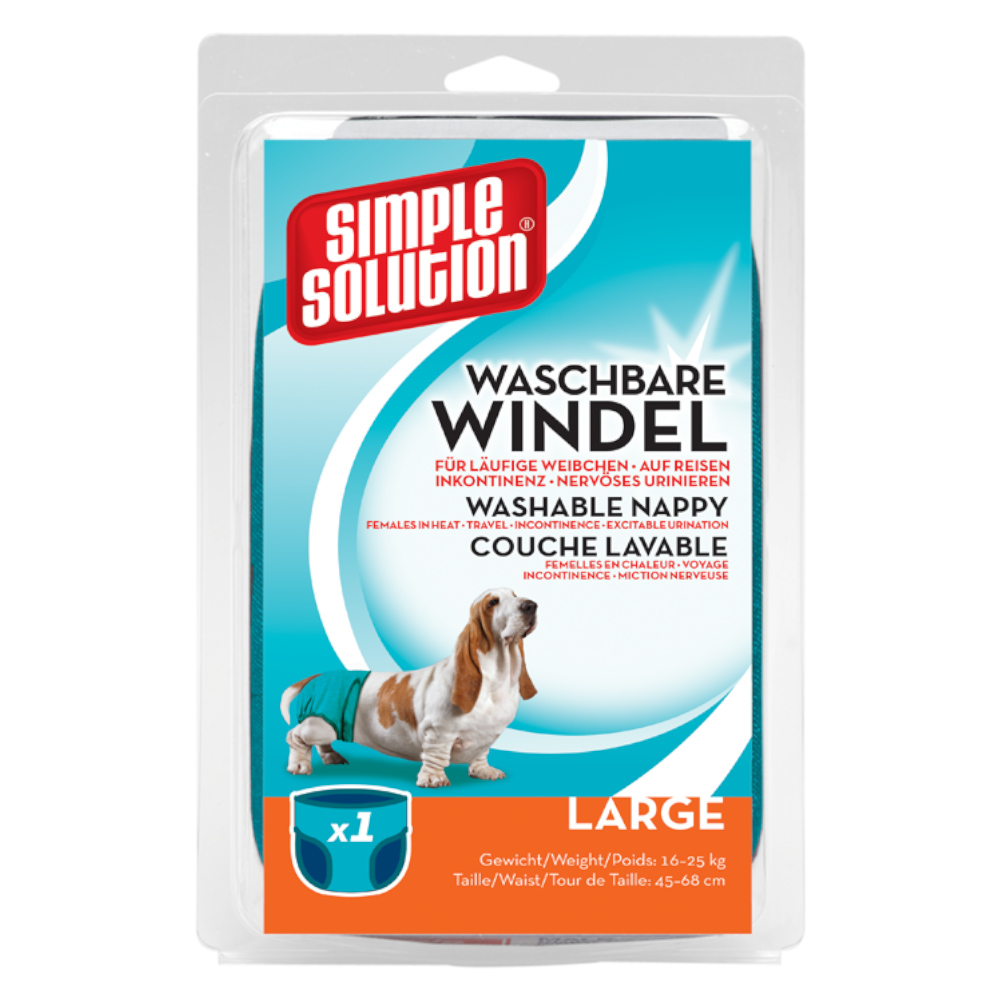 SIMPLE
SOLUTION®
WASCHBARE
WINDEL
FÜR LÄUFIGE WEIBCHEN • AUF REISEN
INKONTINENZ • NERVÖSES URINIEREN
WASHABLE NAPPY
FEMALES IN HEAT • TRAVEL • INCONTINENCE • EXCITABLE URINATION
COUCHE LAVABLE
FEMELLES EN CHALEUR • VOYAGE
INCONTINENCE • MICTION NERVEUSE
x1
LARGE
Gewicht/Weight/Poids: 16–25 kg
Taille/Waist/Tour de Taille: 45–68 cm